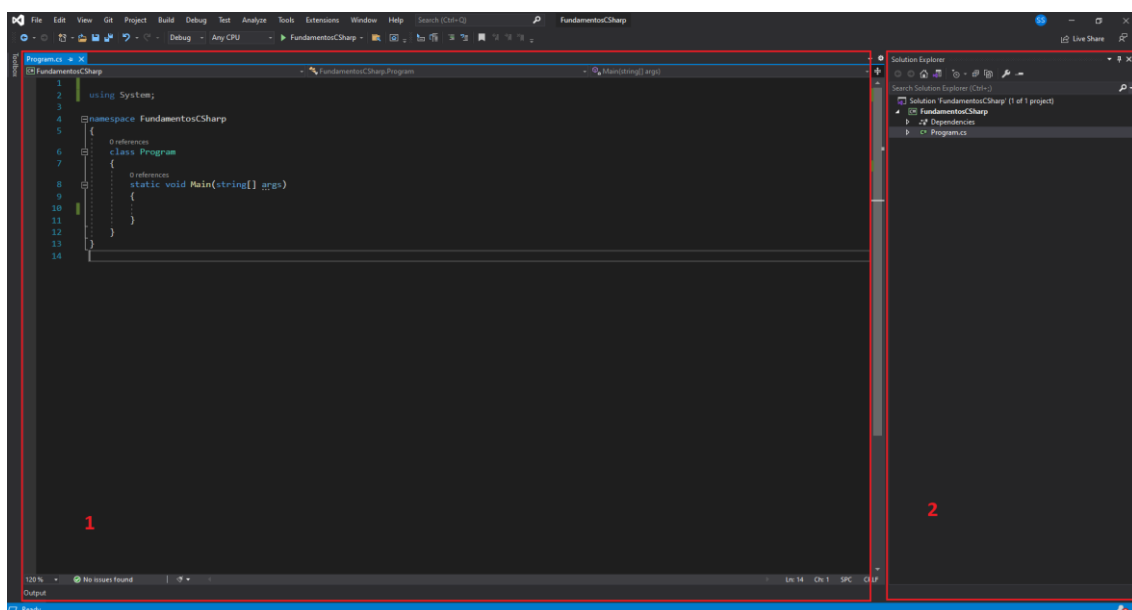 File Edit View Git Project Build Debug Test Analyze Tools Extensions Window Help Search (Ctrl+Q) FundamentosCSharp SS
Debug Any CPU FundamentosCSharp Live Share
Toolbox
Program.cs
FundamentosCSharp FundamentosCSharp.Program Main(string[] args)
1
2 using System;
3
4 namespace FundamentosCSharp
5 {
0 references
6 class Program
7 {
0 references
8 static void Main(string[] args)
9 {
10
11 }
12 }
13 }
14
1
120 % No issues found Ln: 14 Ch: 1 SPC CRLF
Output
Solution Explorer
Search Solution Explorer (Ctrl+;)
Solution 'FundamentosCSharp' (1 of 1 project)
FundamentosCSharp
Dependencies
Program.cs
2
Ready